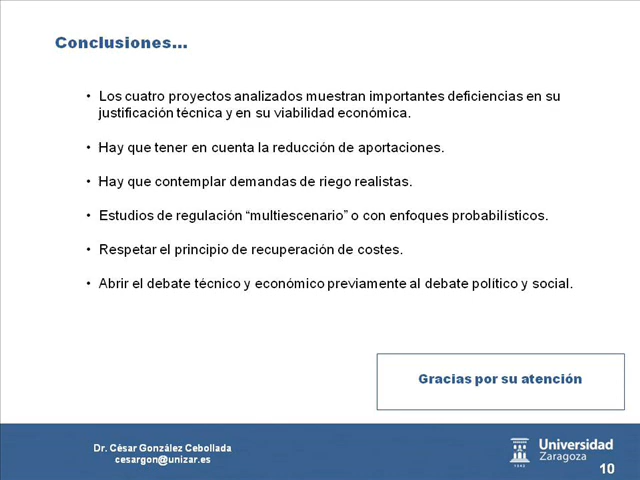 Conclusiones...
• Los cuatro proyectos analizados muestran importantes deficiencias en su
justificación técnica y en su viabilidad económica.
• Hay que tener en cuenta la reducción de aportaciones.
• Hay que contemplar demandas de riego realistas.
• Estudios de regulación “multiescenario” o con enfoques probabilísticos.
• Respetar el principio de recuperación de costes.
• Abrir el debate técnico y económico previamente al debate político y social.
Gracias por su atención
Dr. César González Cebollada
cesargon@unizar.es
Universidad
Zaragoza
1542
10